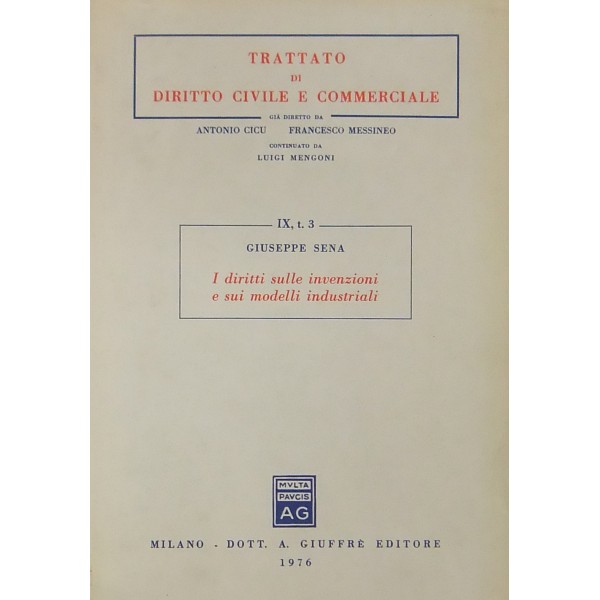 TRATTATO
DI
DIRITTO CIVILE E COMMERCIALE
GIÀ DIRETTO DA
ANTONIO CICU FRANCESCO MESSINEO
CONTINUATO DA
LUIGI MENGONI
IX, t. 3
GIUSEPPE SENA
I diritti sulle invenzioni
e sui modelli industriali
MVLTA
PAVCIS
AG
MILANO - DOTT. A. GIUFFRÈ EDITORE
1976